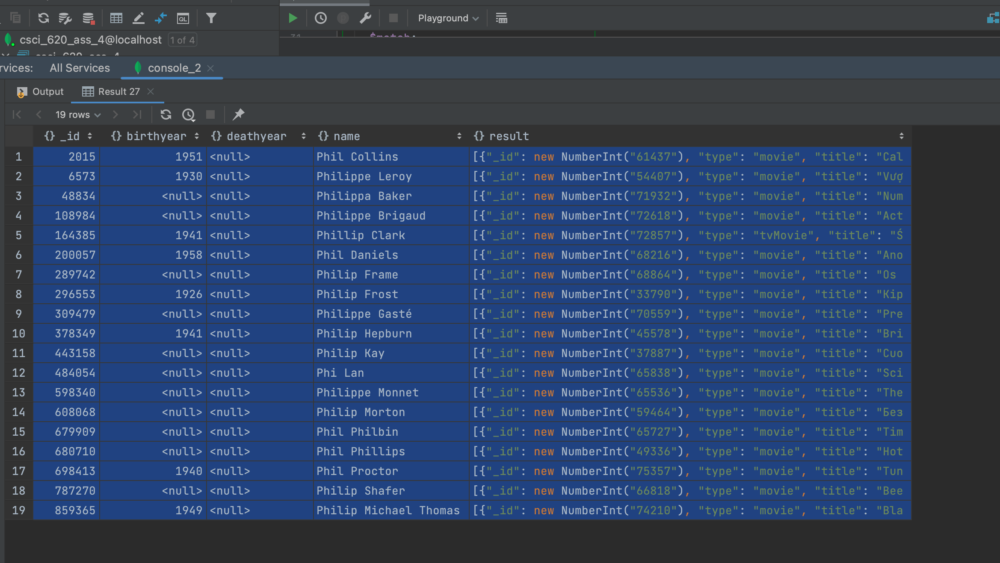 Playground
31 $match:
csci_620_ass_4@localhost 1 of 4
csci_620_ass_4
rvices: All Services console_2
Output Result 27
19 rows
{} _id {} birthyear {} deathyear {} name {} result
1 2015 1951 <null> Phil Collins [{"_id": new NumberInt("61437"), "type": "movie", "title": "Cal
2 6573 1930 <null> Philippe Leroy [{"_id": new NumberInt("54407"), "type": "movie", "title": "Vượ
3 48834 <null> <null> Philippa Baker [{"_id": new NumberInt("71932"), "type": "movie", "title": "Num
4 108984 <null> <null> Philippe Brigaud [{"_id": new NumberInt("72618"), "type": "movie", "title": "Act
5 164385 1941 <null> Phillip Clark [{"_id": new NumberInt("72857"), "type": "tvMovie", "title": "Ś
6 200057 1958 <null> Phil Daniels [{"_id": new NumberInt("68216"), "type": "movie", "title": "Ano
7 289742 <null> <null> Philip Frame [{"_id": new NumberInt("68864"), "type": "movie", "title": "Os
8 296553 1926 <null> Philip Frost [{"_id": new NumberInt("33790"), "type": "movie", "title": "Kip
9 309479 <null> <null> Philippe Gasté [{"_id": new NumberInt("70559"), "type": "movie", "title": "Pre
10 378349 1941 <null> Philip Hepburn [{"_id": new NumberInt("45578"), "type": "movie", "title": "Bri
11 443158 <null> <null> Philip Kay [{"_id": new NumberInt("37887"), "type": "movie", "title": "Cuo
12 484054 <null> <null> Phi Lan [{"_id": new NumberInt("65838"), "type": "movie", "title": "Sci
13 598340 <null> <null> Philippe Monnet [{"_id": new NumberInt("65536"), "type": "movie", "title": "The
14 608068 <null> <null> Philip Morton [{"_id": new NumberInt("59464"), "type": "movie", "title": "Без
15 679909 <null> <null> Phil Philbin [{"_id": new NumberInt("65727"), "type": "movie", "title": "Tim
16 680710 <null> <null> Phil Phillips [{"_id": new NumberInt("49336"), "type": "movie", "title": "Hot
17 698413 1940 <null> Phil Proctor [{"_id": new NumberInt("75357"), "type": "movie", "title": "Tun
18 787270 <null> <null> Philip Shafer [{"_id": new NumberInt("66818"), "type": "movie", "title": "Bee
19 859365 1949 <null> Philip Michael Thomas [{"_id": new NumberInt("74210"), "type": "movie", "title": "Bla